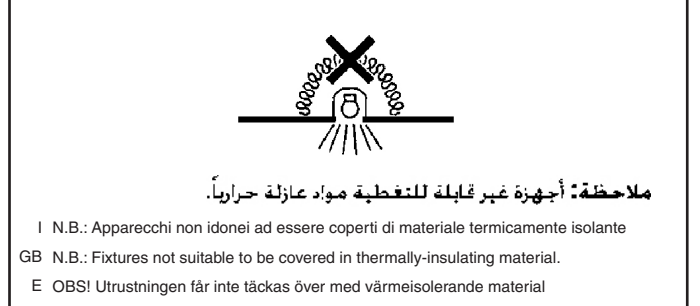 ملاحظة: أجهزة غير قابلة للتغطية مواد عازلة حرارياً.
I N.B.: Apparecchi non idonei ad essere coperti di materiale termicamente isolante
GB N.B.: Fixtures not suitable to be covered in thermally-insulating material.
E OBS! Utrustningen får inte täckas över med värmeisolerande material